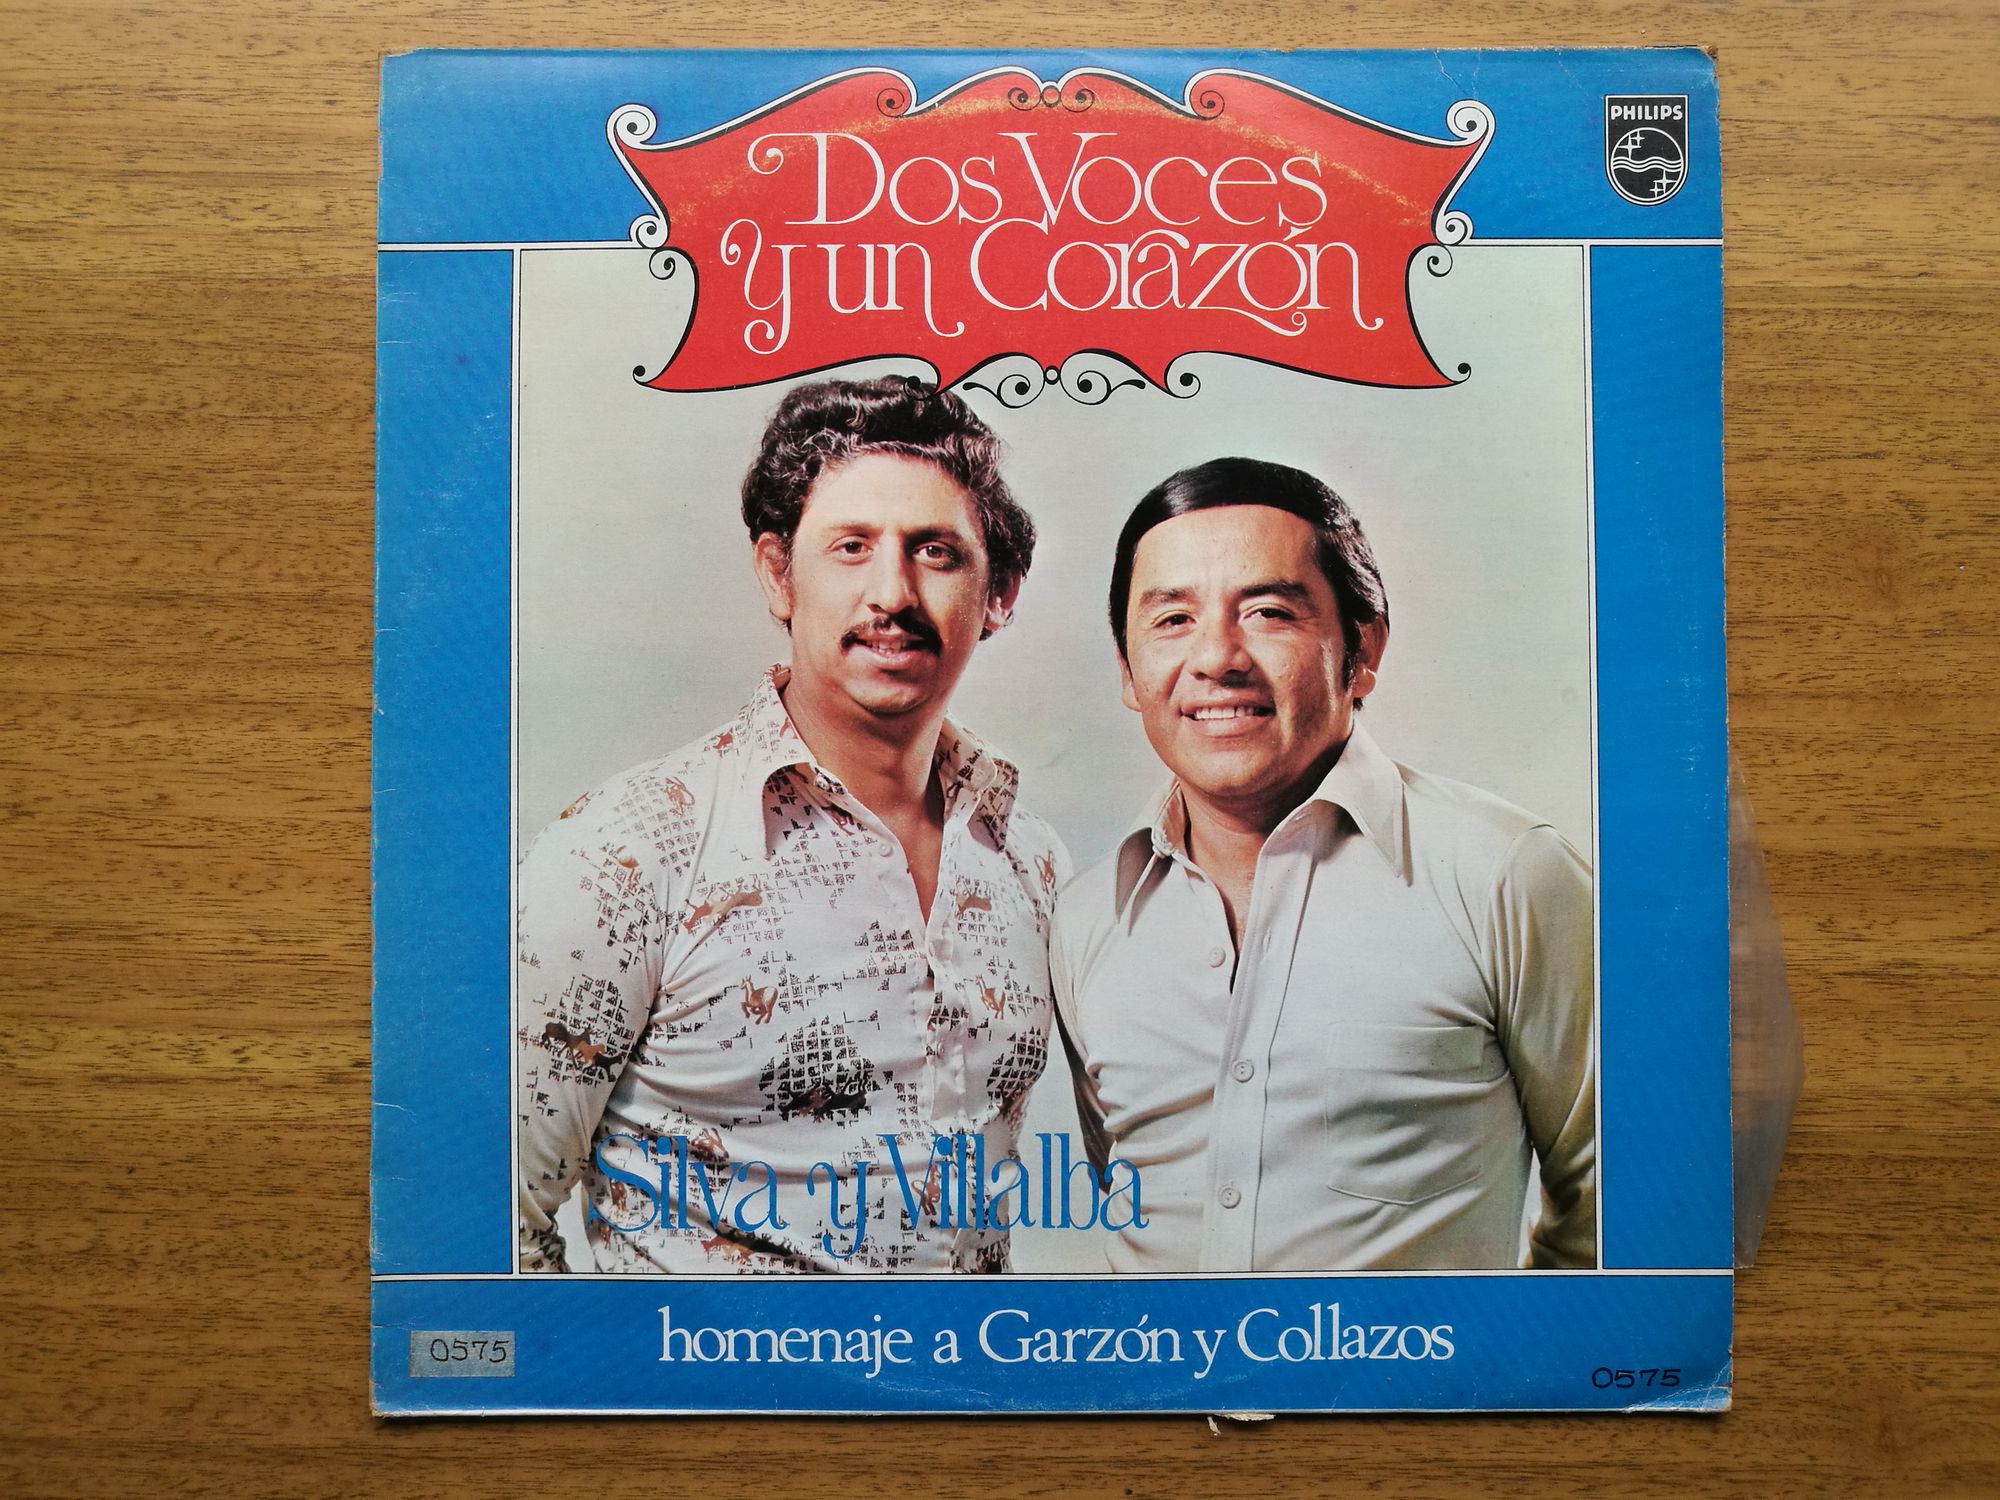 PHILIPS
Dos Voces
y un Corazón
Silva y Villalba
homenaje a Garzón y Collazos
0575
0575